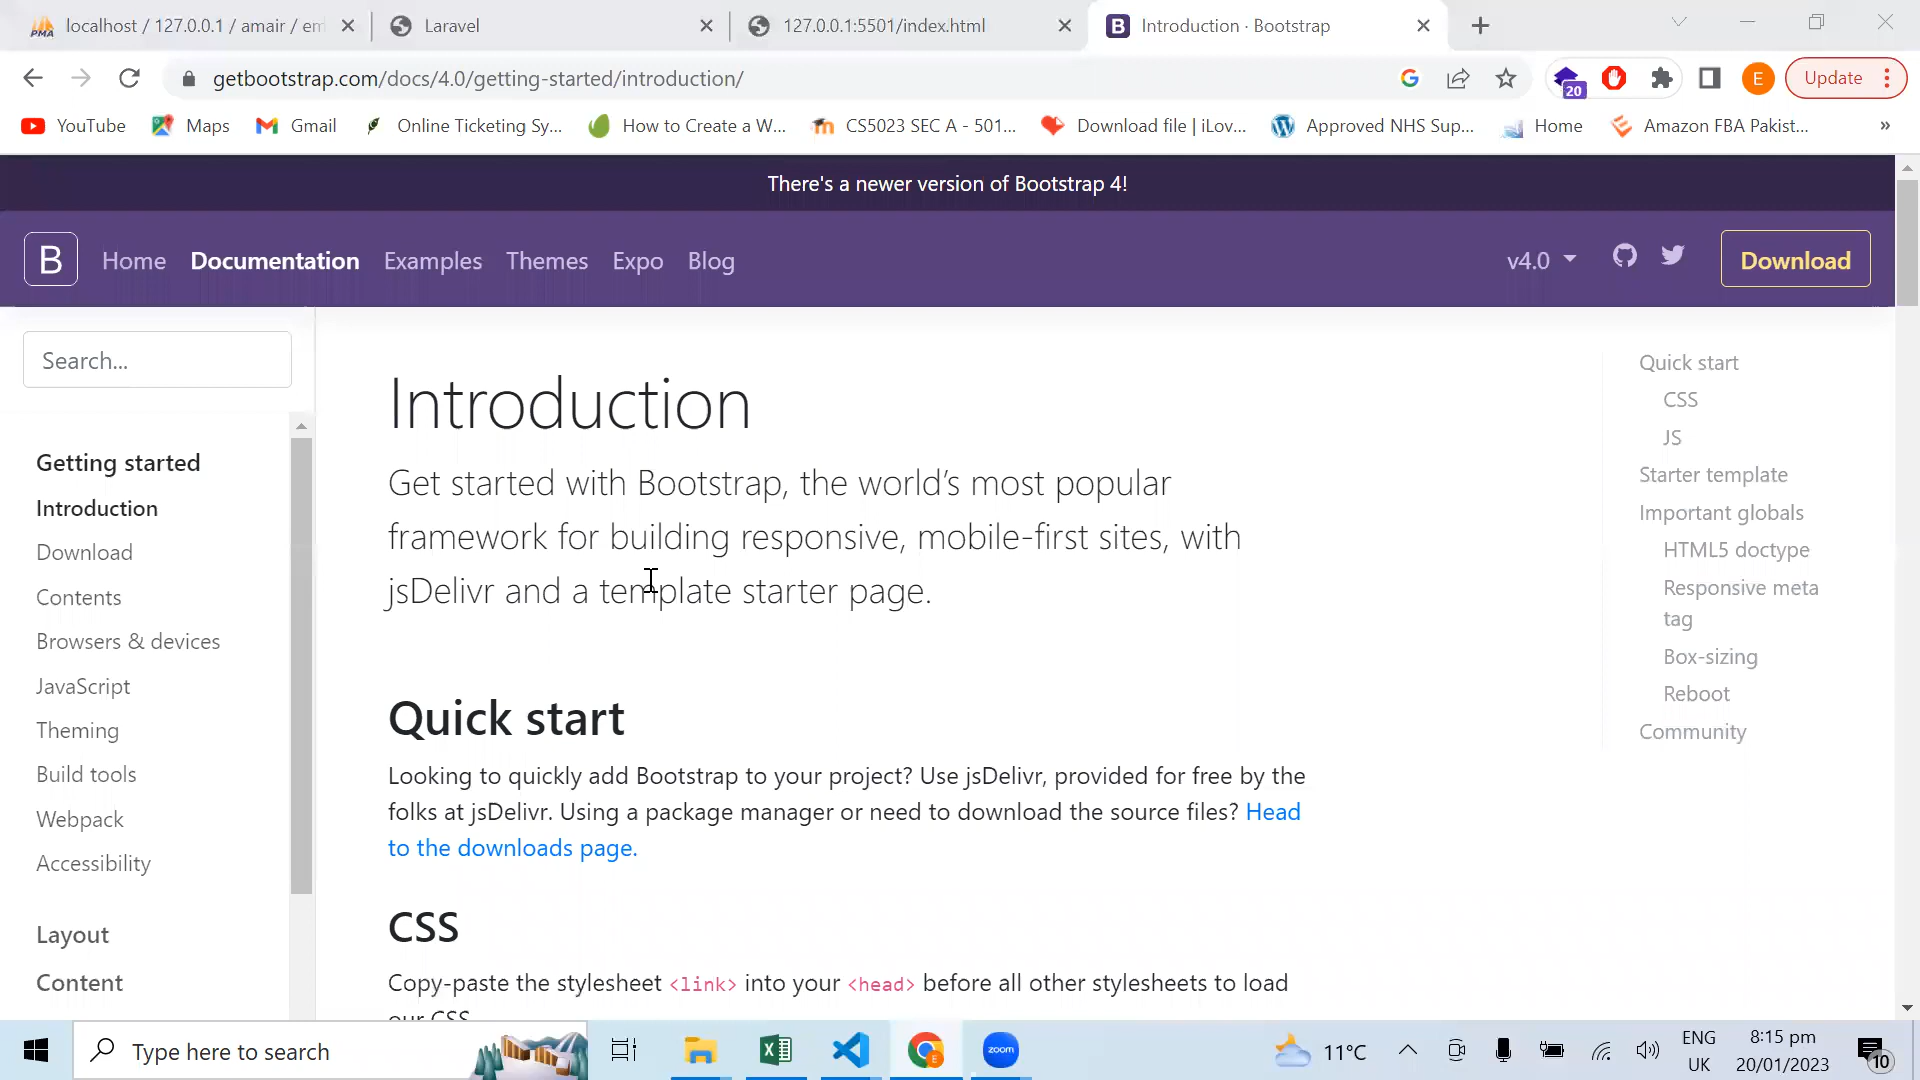 localhost / 127.0.0.1 / amair / em
Laravel
127.0.0.1:5501/index.html
Introduction · Bootstrap
getbootstrap.com/docs/4.0/getting-started/introduction/
20
E
Update
YouTube
Maps
Gmail
Online Ticketing Sy...
How to Create a W...
CS5023 SEC A - 501...
Download file | iLov...
Approved NHS Sup...
Home
Amazon FBA Pakist...
»
There's a newer version of Bootstrap 4!
B
Home
Documentation
Examples
Themes
Expo
Blog
v4.0
Download
Search...
Getting started
Introduction
Download
Contents
Browsers & devices
JavaScript
Theming
Build tools
Webpack
Accessibility
Layout
Content
Introduction
Get started with Bootstrap, the world's most popular
framework for building responsive, mobile-first sites, with
jsDelivr and a template starter page.
Quick start
Looking to quickly add Bootstrap to your project? Use jsDelivr, provided for free by the
folks at jsDelivr. Using a package manager or need to download the source files? Head
to the downloads page.
CSS
Copy-paste the stylesheet <link> into your <head> before all other stylesheets to load
our CSS.
Quick start
CSS
JS
Starter template
Important globals
HTML5 doctype
Responsive meta
tag
Box-sizing
Reboot
Community
Type here to search
zoom
11°C
ENG
UK
8:15 pm
20/01/2023
10